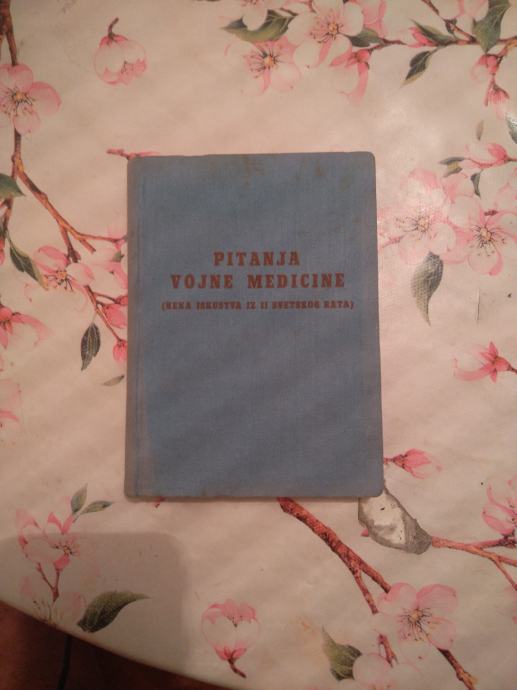 PITANJA
VOJNE MEDICINE
(NEKA ISKUSTVA IZ II SVETSKOG RATA)